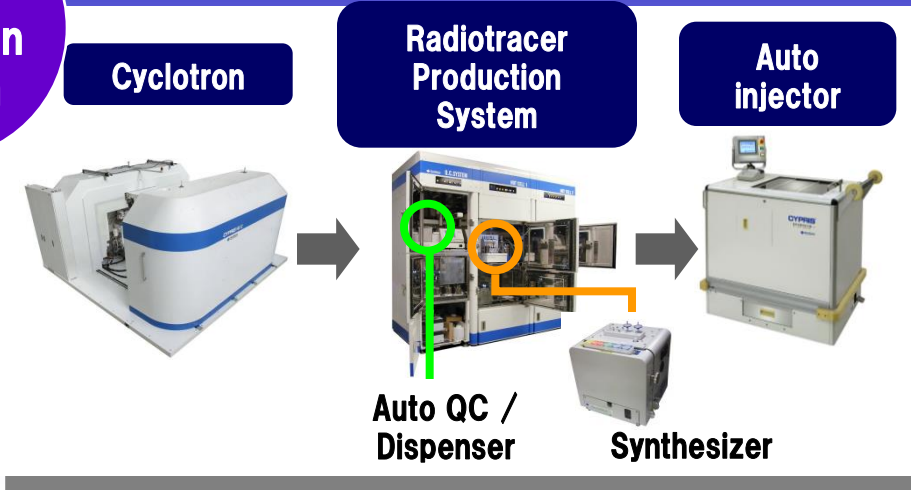 n
Cyclotron
Radiotracer
Production
System
Auto
injector
CYPRIS
Auto QC /
Dispenser
Synthesizer